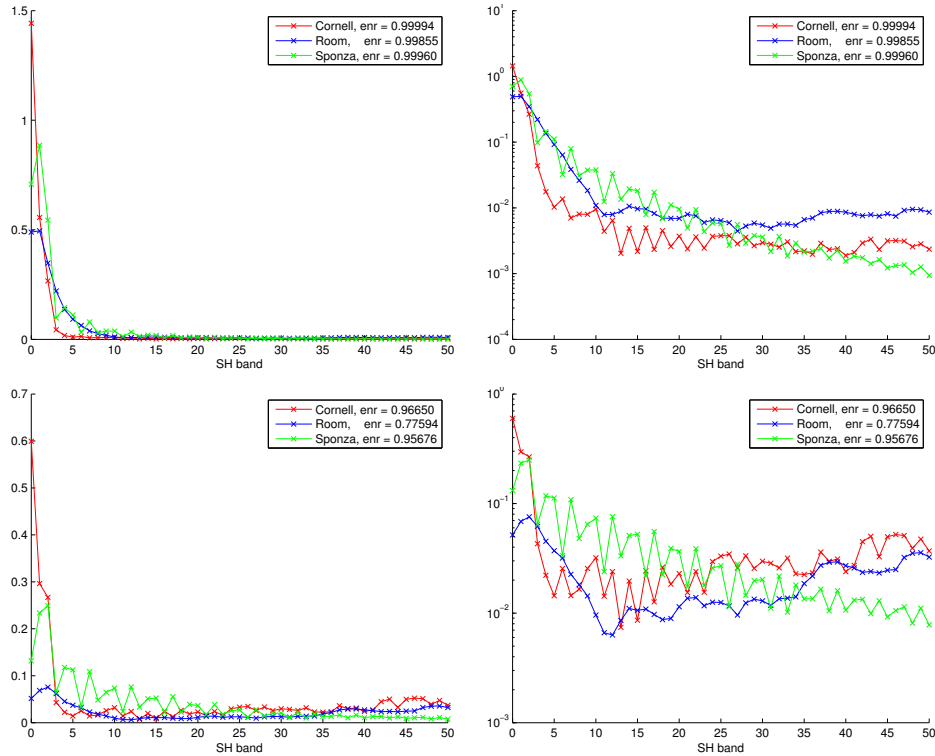 1.5
1
0.5
0
0 5 10 15 20 25 30 35 40 45 50
SH band
Cornell, enr = 0.99994
Room, enr = 0.99855
Sponza, enr = 0.99960
10^1
10^0
10^-1
10^-2
10^-3
10^-4
0 5 10 15 20 25 30 35 40 45 50
SH band
Cornell, enr = 0.99994
Room, enr = 0.99855
Sponza, enr = 0.99960
0.7
0.6
0.5
0.4
0.3
0.2
0.1
0
0 5 10 15 20 25 30 35 40 45 50
SH band
Cornell, enr = 0.96650
Room, enr = 0.77594
Sponza, enr = 0.95676
10^0
10^-1
10^-2
10^-3
0 5 10 15 20 25 30 35 40 45 50
SH band
Cornell, enr = 0.96650
Room, enr = 0.77594
Sponza, enr = 0.95676